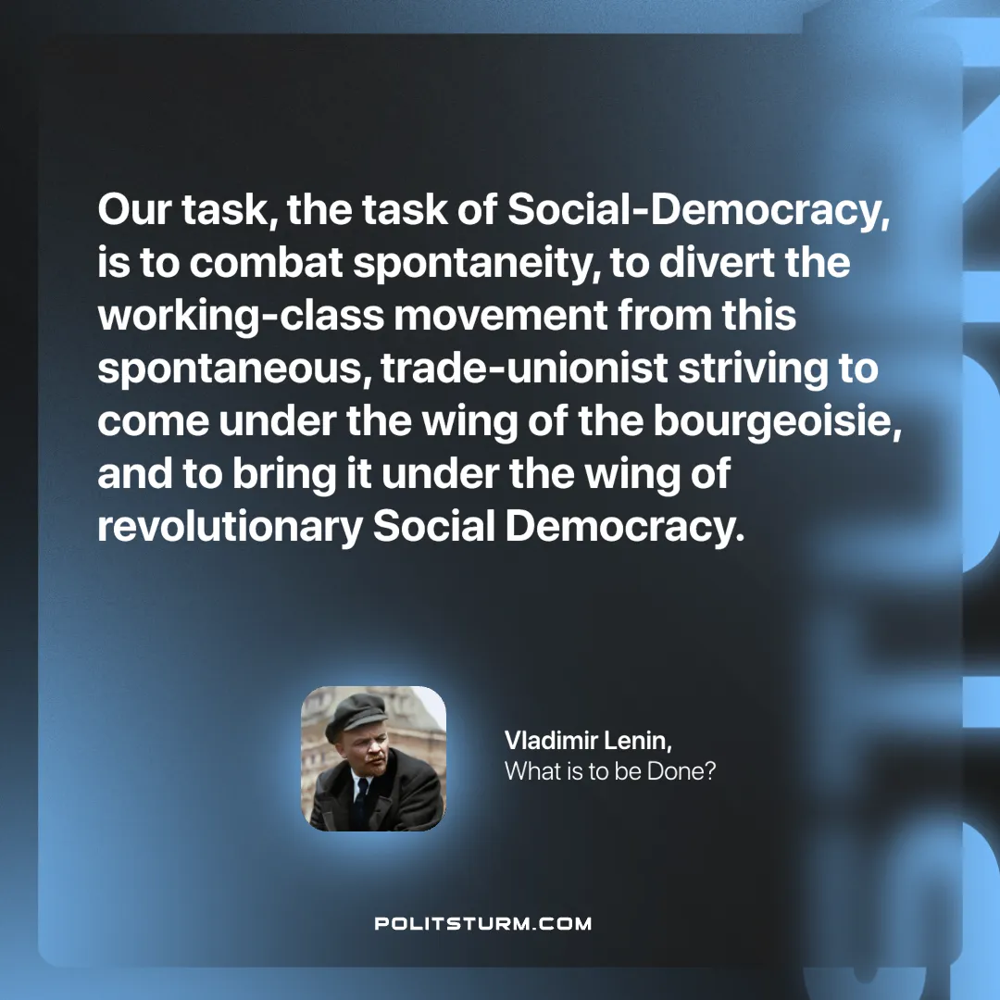 Our task, the task of Social-Democracy,
is to combat spontaneity, to divert the
working-class movement from this
spontaneous, trade-unionist striving to
come under the wing of the bourgeoisie,
and to bring it under the wing of
revolutionary Social Democracy.
Vladimir Lenin,
What is to be Done?
POLITSTURM.COM